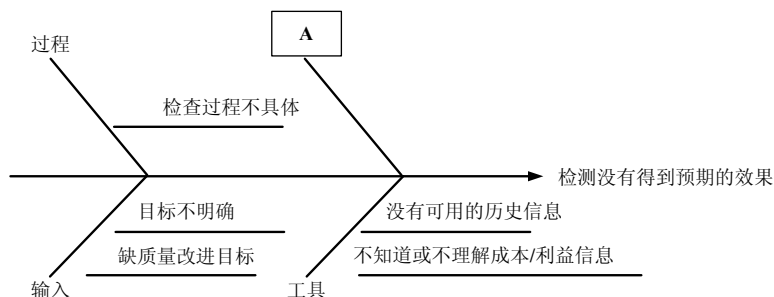 过程
A
检查过程不具体
检测没有得到预期的效果
目标不明确
没有可用的历史信息
缺质量改进目标
不知道或不理解成本/利益信息
输入
工具